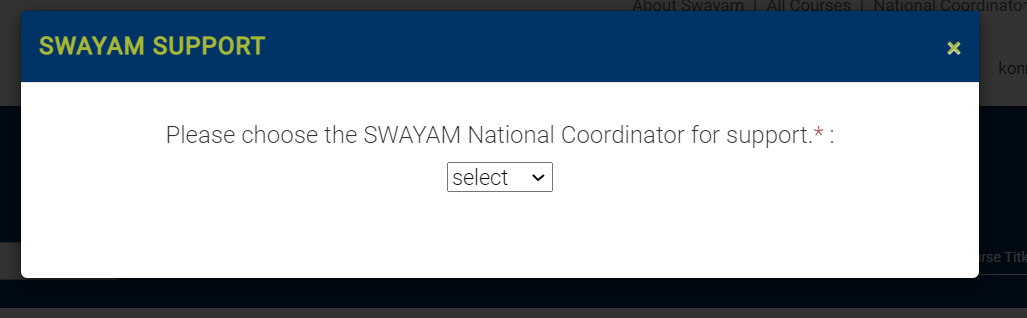 About Swayam | All Courses | National Coordinator
SWAYAM SUPPORT ×
Please choose the SWAYAM National Coordinator for support.* :
select